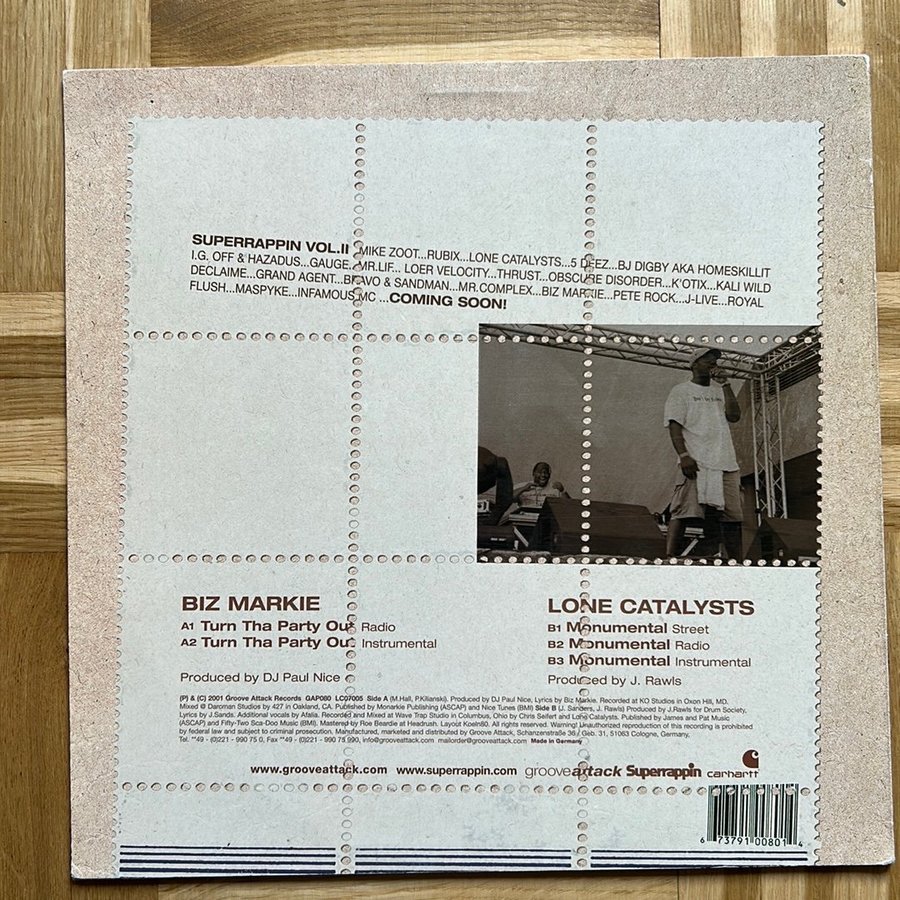 SUPERRAPPIN VOL.II MIKE ZOOT...RUBIX...LONE CATALYSTS...5 DEEZ...BJ DIGBY AKA HOMESKILLIT
I.G. OFF & HAZADUS...GAUGE...MR.LIF... LOER VELOCITY...THRUST...OBSCURE DISORDER...K'OTIX...KALI WILD
DECLAIME...GRAND AGENT...BRAVO & SANDMAN...MR.COMPLEX...BIZ MARKIE...PETE ROCK...J-LIVE...ROYAL
FLUSH...MASPYKE...INFAMOUS MC ...COMING SOON!
BIZ MARKIE
A1 Turn Tha Party Out Radio
A2 Turn Tha Party Out Instrumental
Produced by DJ Paul Nice
LONE CATALYSTS
B1 Monumental Street
B2 Monumental Radio
B3 Monumental Instrumental
Produced by J. Rawls
(P) & (C) 2001 Groove Attack Records GAP080 LC07005 Side A (M.Hall, P.Kilianski). Produced by DJ Paul Nice, Lyrics by Biz Markie. Recorded at KO Studios in Oxon Hill, MD.
Mixed @ Daroman Studios by 427 in Oakland, CA. Published by Monarkie Publishing (ASCAP) and Nice Tunes (BMI) Side B (J. Sanders, J. Rawls) Produced by J.Rawls for Drum Society,
Lyrics by J.Sands. Additional vocals by Afalia. Recorded and Mixed at Wave Trap Studio in Columbus, Ohio by Chris Seifert and Lone Catalysts. Published by James and Pat Music
(ASCAP) and Fifty-Two Sca-Doo Music (BMI). Mastered by Roe Beardie at Headrush. Layout Koen80. All rights reserved. Warning! Unauthorized reproduction of this recording is prohibited
by federal law and subject to criminal prosecution. Manufactured, marketed and distributed by Groove Attack, Schanzenstraße 36 / Geb. 31, 51063 Cologne, Germany,
Tel. **49 - (0)221 - 990 75 0, Fax **49 - (0)221 - 990 75 990, info@grooveattack.com mailorder@grooveattack.com Made in Germany
www.grooveattack.com www.superrappin.com grooveattack Superrappin carhartt
6 73791 00801 4